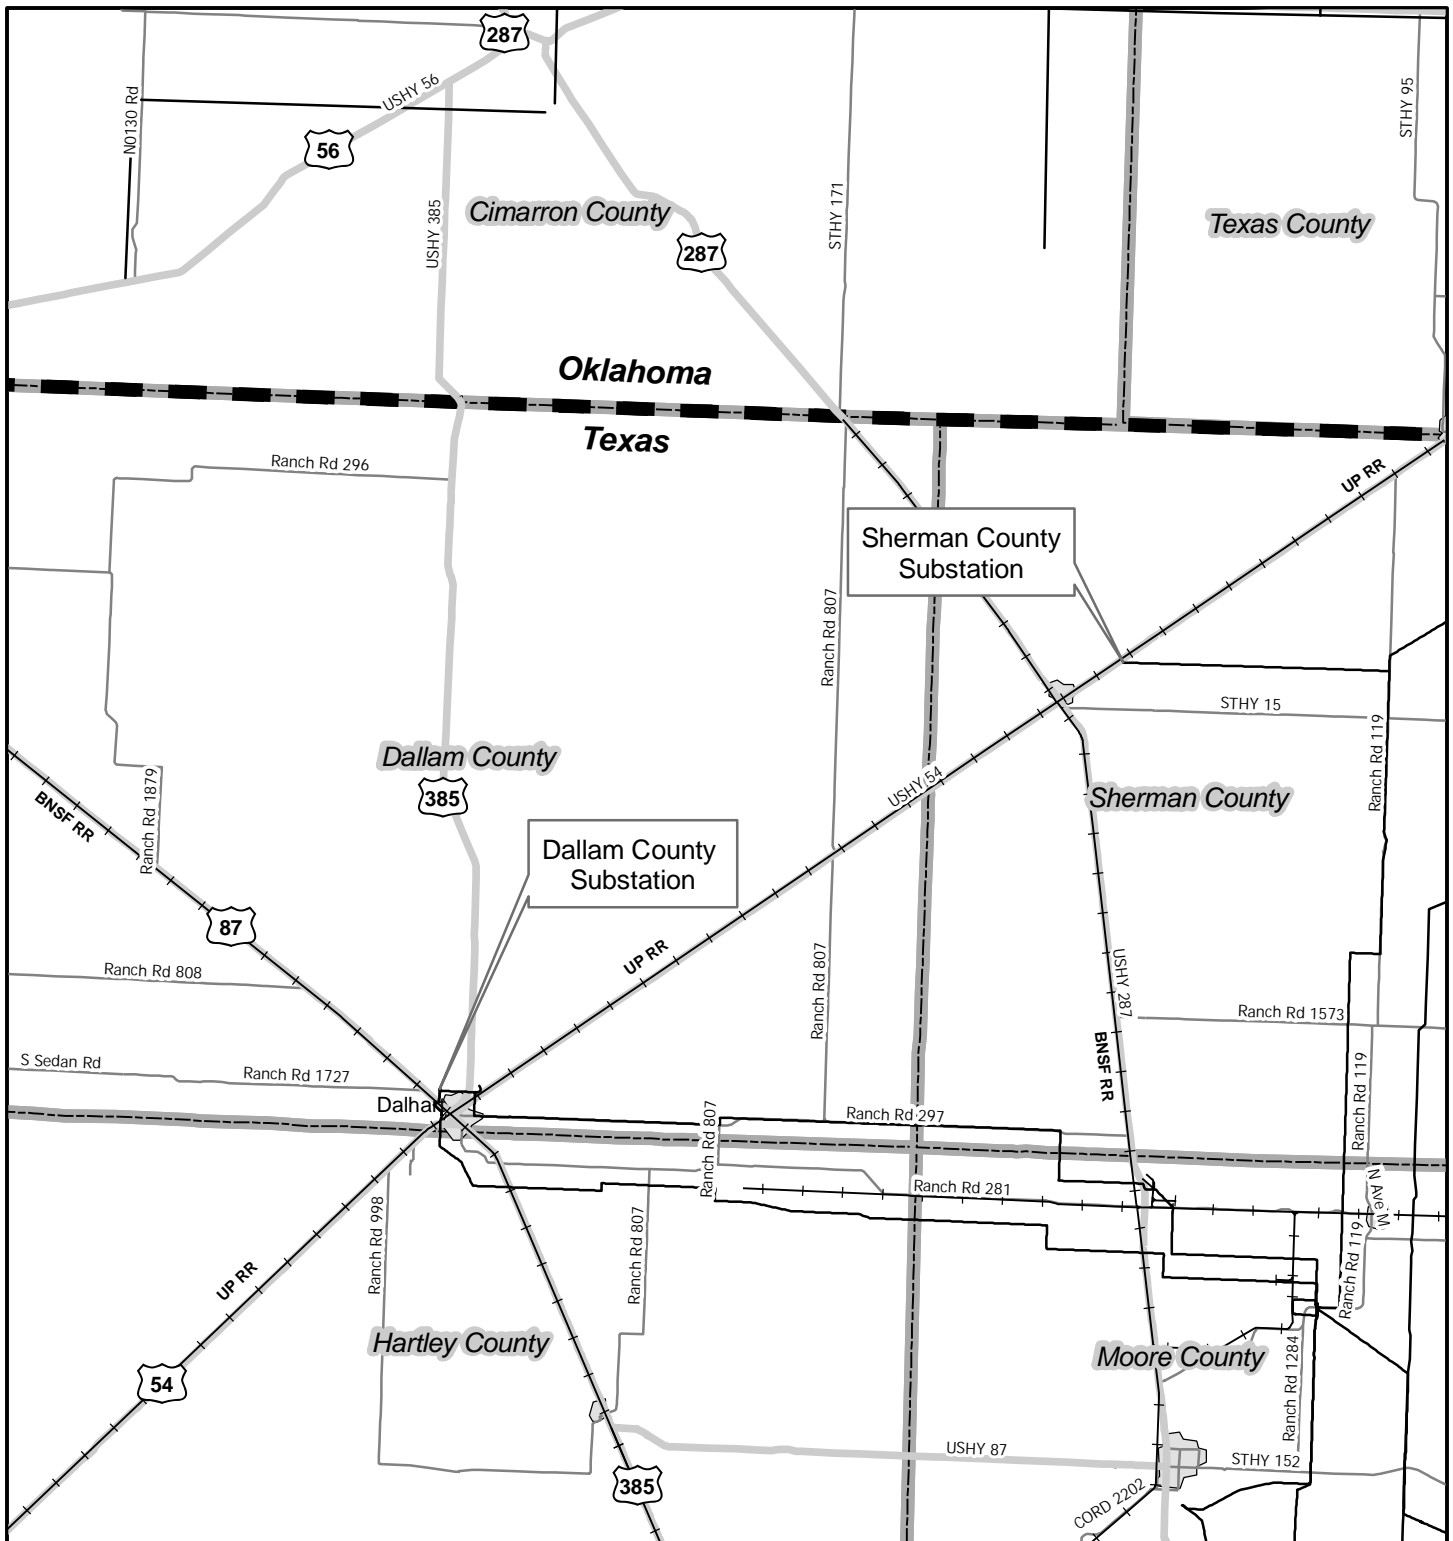 287
USHY 56
N0130 Rd
STHY 95
56
USHY 385
Cimarron County
STHY 171
Texas County
287
Oklahoma
Texas
Ranch Rd 296
UP RR
Sherman County
Substation
Ranch Rd 807
STHY 15
Ranch Rd 119
Dallam County
385
USHY 54
Sherman County
BNSF RR
Ranch Rd 1879
Dallam County
Substation
87
UP RR
Ranch Rd 808
Ranch Rd 807
USHY 287
Ranch Rd 1573
S Sedan Rd
Ranch Rd 1727
BNSF RR
Ranch Rd 119
Dalhar
Ranch Rd 807
Ranch Rd 297
Ranch Rd 281
N Ave M
Ranch Rd 998
Ranch Rd 807
Ranch Rd 119
UP RR
Hartley County
Moore County
54
Ranch Rd 1284
USHY 87
STHY 152
385
CORD 2202